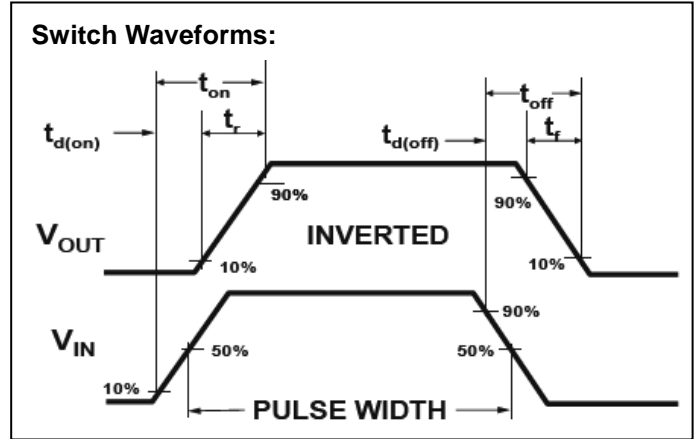 Switch Waveforms:
t_on
t_off
t_d(on)
t_r
t_d(off)
t_f
90%
90%
V_OUT
INVERTED
10%
10%
90%
V_IN
50%
50%
10%
PULSE WIDTH